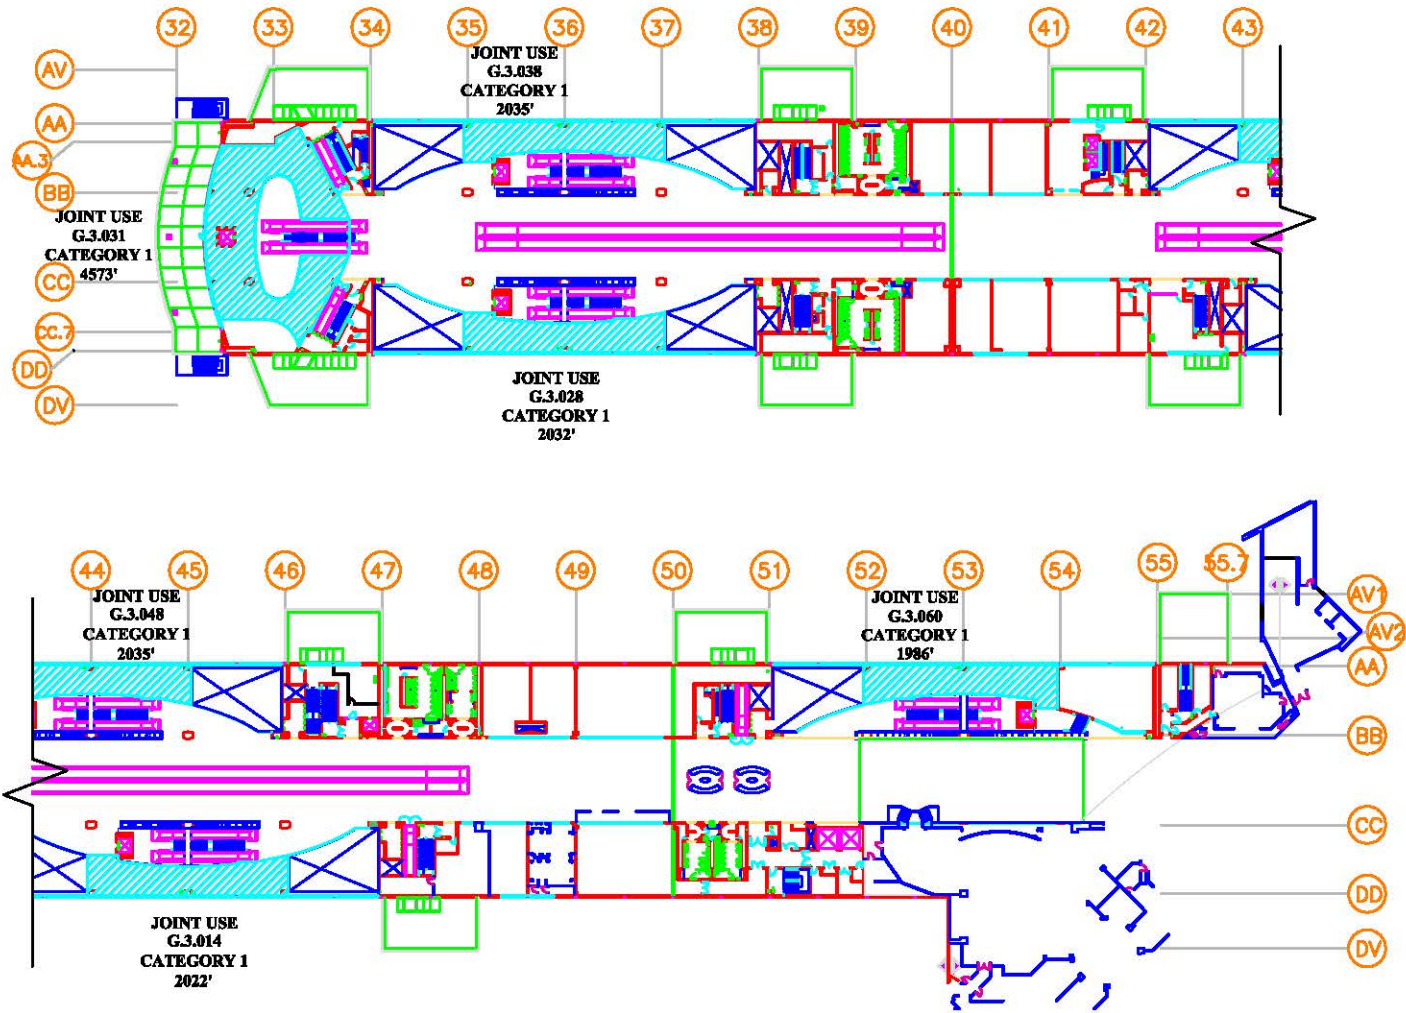 32 33 34 35 36 37 38 39 40 41 42 43
AV
AA
AA.3
BB
CC
CC.7
DD
DV
JOINT USE
G.3.038
CATEGORY 1
2035'
JOINT USE
G.3.031
CATEGORY 1
4573'
JOINT USE
G.3.028
CATEGORY 1
2032'
44 45 46 47 48 49 50 51 52 53 54 55 55.7
JOINT USE
G.3.048
CATEGORY 1
2035'
JOINT USE
G.3.060
CATEGORY 1
1986'
AV1
AV2
AA
BB
CC
DD
DV
JOINT USE
G.3.014
CATEGORY 1
2022'